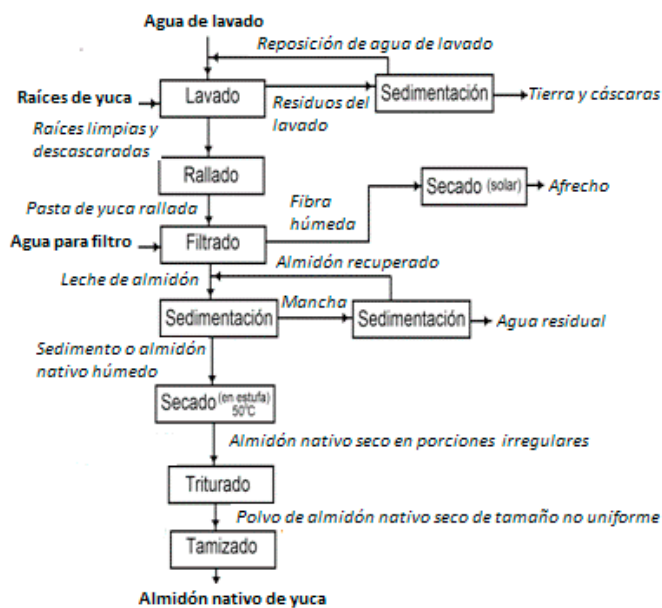 Agua de lavado
Reposición de agua de lavado
Raíces de yuca
Lavado
Residuos del
lavado
Sedimentación
Tierra y cáscaras
Raíces limpias y
descascaradas
Rallado
Secado (solar)
Afrecho
Fibra
húmeda
Pasta de yuca rallada
Agua para filtro
Filtrado
Almidón recuperado
Leche de almidón
Mancha
Sedimentación
Sedimentación
Agua residual
Sedimento o almidón
nativo húmedo
Secado (en estufa)
50°C
Almidón nativo seco en porciones irregulares
Triturado
Polvo de almidón nativo seco de tamaño no uniforme
Tamizado
Almidón nativo de yuca